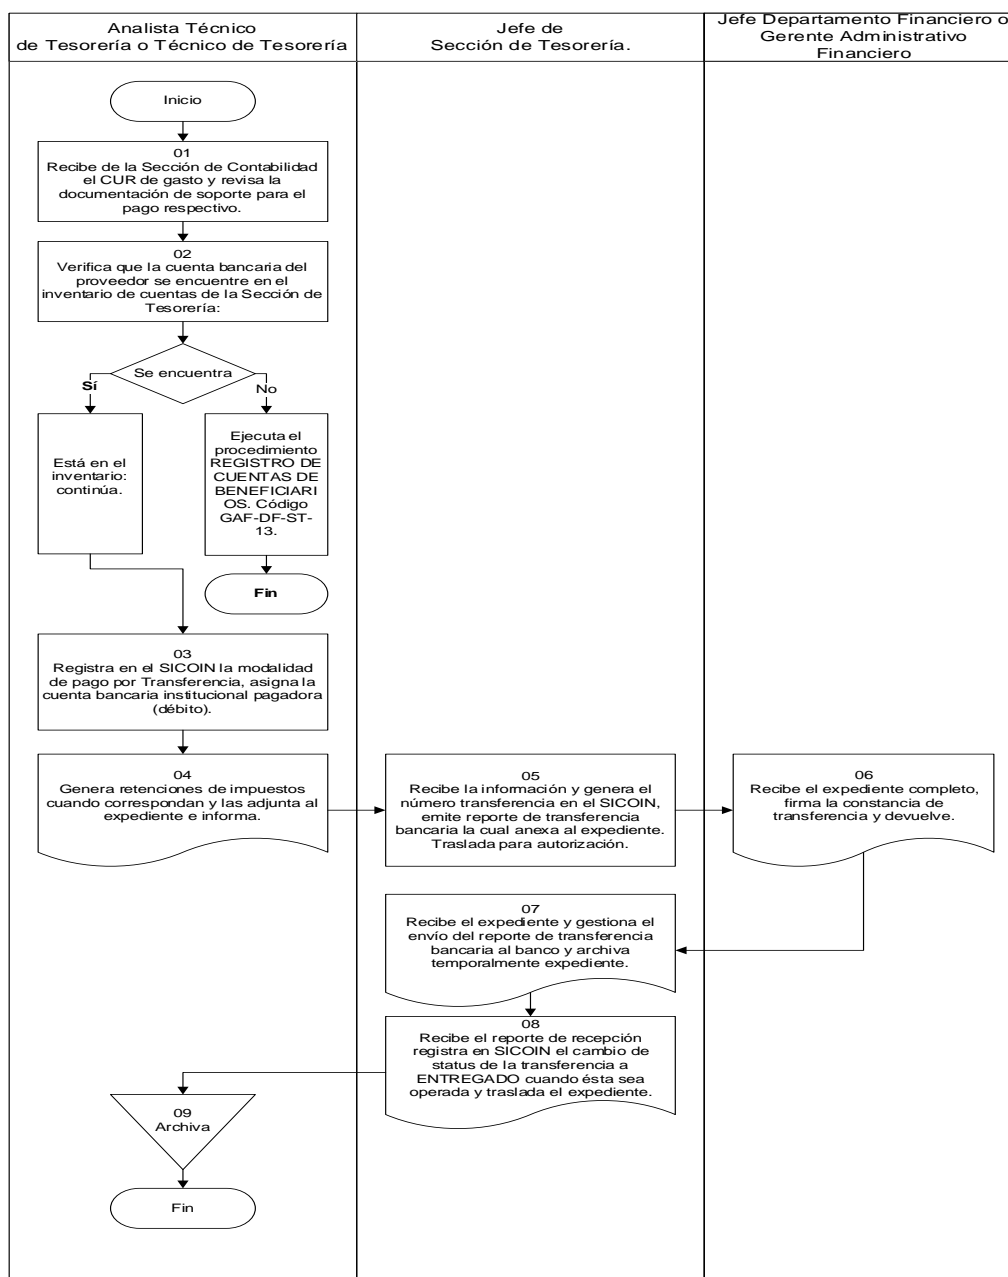 Analista Técnico
de Tesorería o Técnico de Tesorería
Jefe de
Sección de Tesorería.
Jefe Departamento Financiero o
Gerente Administrativo
Financiero
Inicio
01
Recibe de la Sección de Contabilidad
el CUR de gasto y revisa la
documentación de soporte para el
pago respectivo.
02
Verifica que la cuenta bancaria del
proveedor se encuentre en el
inventario de cuentas de la Sección de
Tesorería:
Se encuentra
Sí
No
Está en el
inventario:
continúa.
Ejecuta el
procedimiento
REGISTRO DE
CUENTAS DE
BENEFICIARI
OS. Código
GAF-DF-ST-
13.
Fin
03
Registra en el SICOIN la modalidad
de pago por Transferencia, asigna la
cuenta bancaria institucional pagadora
(débito).
04
Genera retenciones de impuestos
cuando correspondan y las adjunta al
expediente e informa.
05
Recibe la información y genera el
número transferencia en el SICOIN,
emite reporte de transferencia
bancaria la cual anexa al expediente.
Traslada para autorización.
06
Recibe el expediente completo,
firma la constancia de
transferencia y devuelve.
07
Recibe el expediente y gestiona el
envío del reporte de transferencia
bancaria al banco y archiva
temporalmente expediente.
08
Recibe el reporte de recepción
registra en SICOIN el cambio de
status de la transferencia a
ENTREGADO cuando ésta sea
operada y traslada el expediente.
09
Archiva
Fin